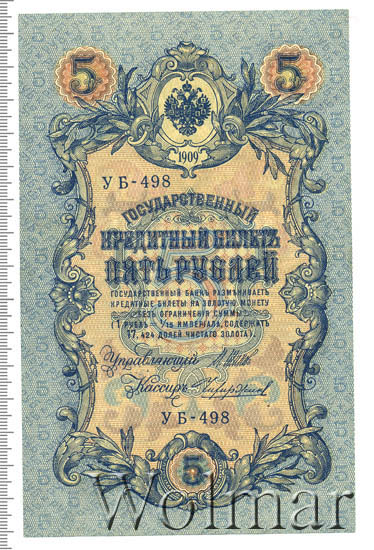 5 5
1909
УБ-498
ГОСУДАРСТВЕННЫЙ
КРЕДИТНЫЙ БИЛЕТЪ
ПЯТЬ РУБЛЕЙ
ГОСУДАРСТВЕННЫЙ БАНКЪ РАЗМѢНИВАЕТЪ
КРЕДИТНЫЕ БИЛЕТЫ НА ЗОЛОТУЮ МОНЕТУ
БЕЗЪ ОГРАНИЧЕНІЯ СУММЫ
(1 РУБЛЬ = 1/15 ИМПЕРІАЛА, СОДЕРЖИТЪ
17,424 ДОЛЕЙ ЧИСТАГО ЗОЛОТА).
Управляющій
Кассиръ
УБ-498
5
Wolmar